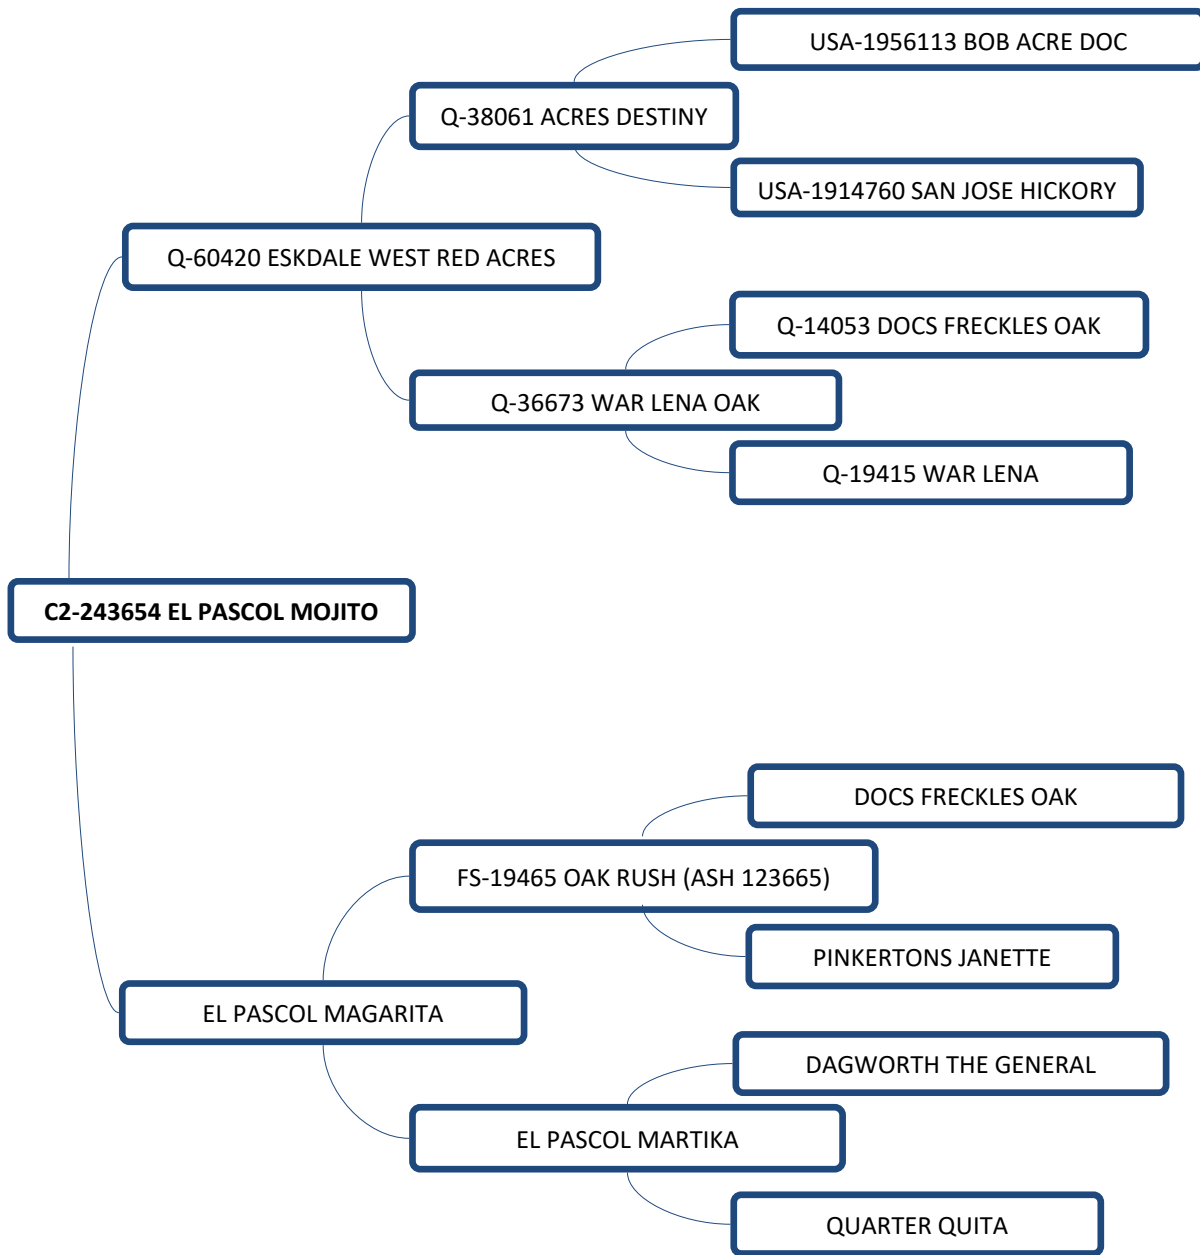 USA-1956113 BOB ACRE DOC
Q-38061 ACRES DESTINY
USA-1914760 SAN JOSE HICKORY
Q-60420 ESKDALE WEST RED ACRES
Q-14053 DOCS FRECKLES OAK
Q-36673 WAR LENA OAK
Q-19415 WAR LENA
C2-243654 EL PASCOL MOJITO
DOCS FRECKLES OAK
FS-19465 OAK RUSH (ASH 123665)
PINKERTONS JANETTE
EL PASCOL MAGARITA
DAGWORTH THE GENERAL
EL PASCOL MARTIKA
QUARTER QUITA